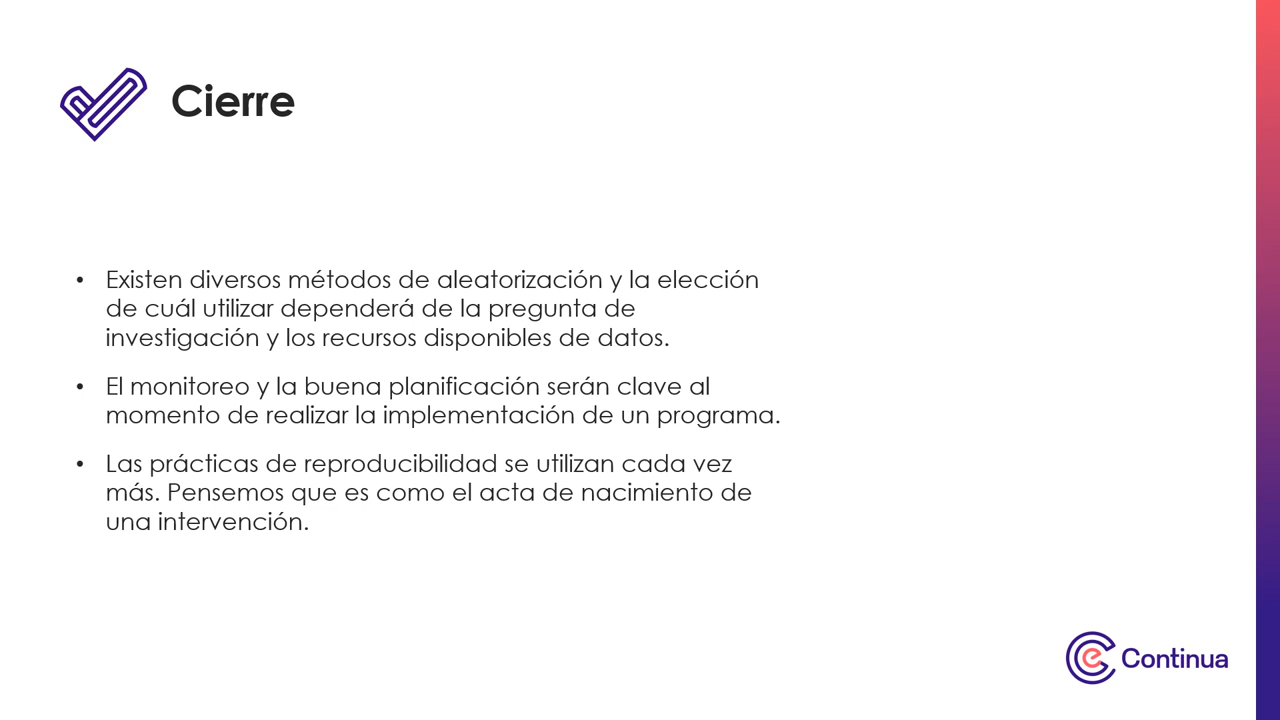 Cierre
• Existen diversos métodos de aleatorización y la elección
de cuál utilizar dependerá de la pregunta de
investigación y los recursos disponibles de datos.
• El monitoreo y la buena planificación serán clave al
momento de realizar la implementación de un programa.
• Las prácticas de reproducibilidad se utilizan cada vez
más. Pensemos que es como el acta de nacimiento de
una intervención.
e Continua